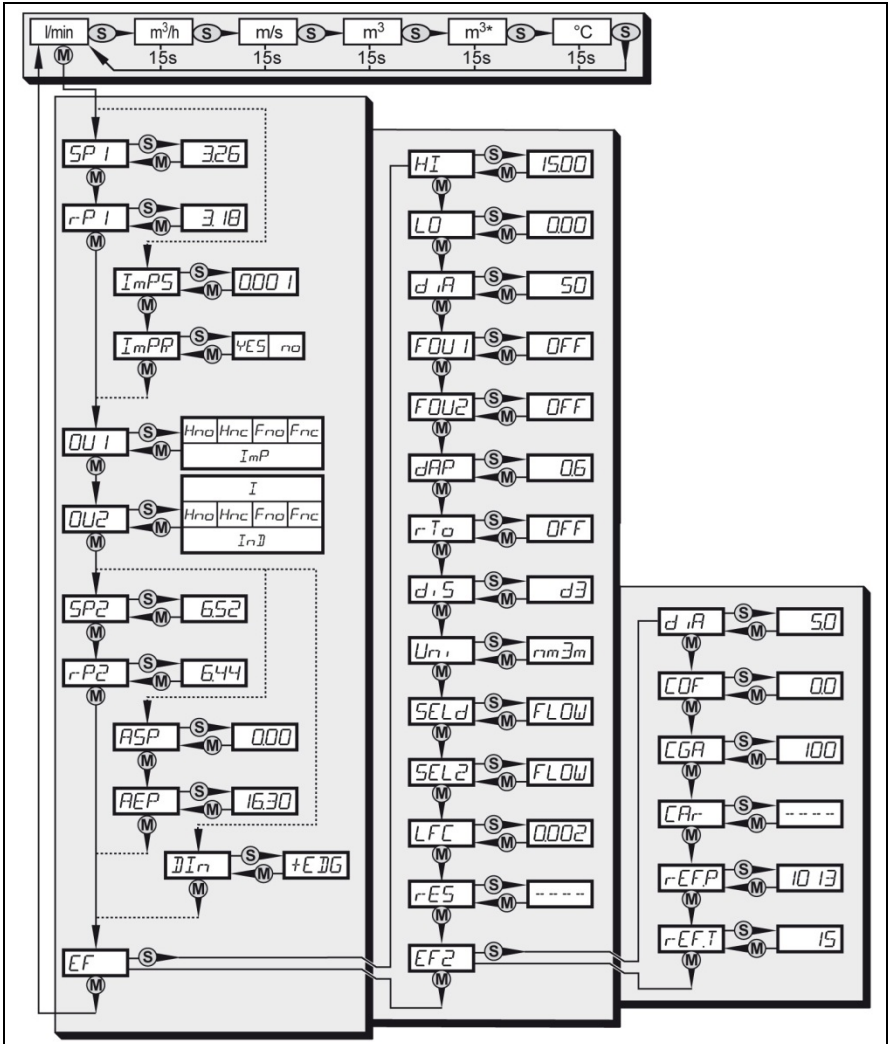 l/min S m³/h S m/s S m³ S m³* S °C S
M 15s 15s 15s 15s 15s
SP1 S M 3.26
M
rP1 S M 3.18
M
ImPS S M 0.001
M
ImPR S M YES no
M
OU1 S M Hno Hnc Fno Fnc
ImP
M
I
OU2 S M Hno Hnc Fno Fnc
InD
M
SP2 S M 6.52
M
rP2 S M 6.44
M
ASP S M 0.00
M
AEP S M 16.30
M
DIn S M +EDG
M
EF S
M
HI S M 15.00
M
LO S M 0.00
M
diA S M 50
M
FOU1 S M OFF
M
FOU2 S M OFF
M
dAP S M 0.6
M
rTo S M OFF
M
diS S M d3
M
Uni S M nm3m
M
SELd S M FLOW
M
SEL2 S M FLOW
M
LFC S M 0.002
M
rES S M ----
M
EF2 S
M
diA S M 5.0
M
COF S M 0.0
M
CGA S M 100
M
CAr S M ----
M
rEF.P S M 1013
M
rEF.T S M 15
M